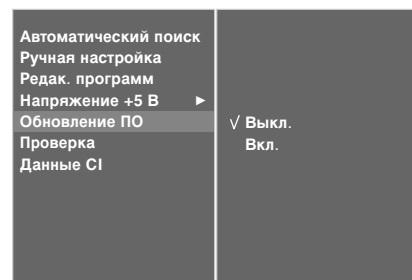 Автоматический поиск
Ручная настройка
Редак. программ
Напряжение +5 В ►
Обновление ПО
Проверка
Данные CI
√ Выкл.
Вкл.